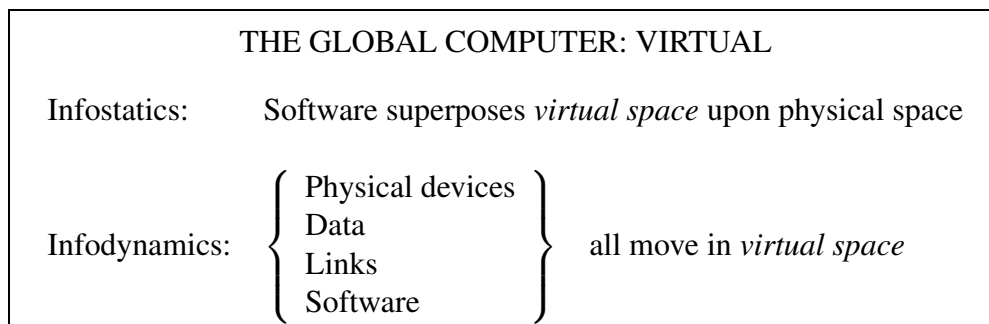 THE GLOBAL COMPUTER: VIRTUAL
Infostatics: Software superposes virtual space upon physical space
Physical devices
Data
Infodynamics: all move in virtual space
Links
Software